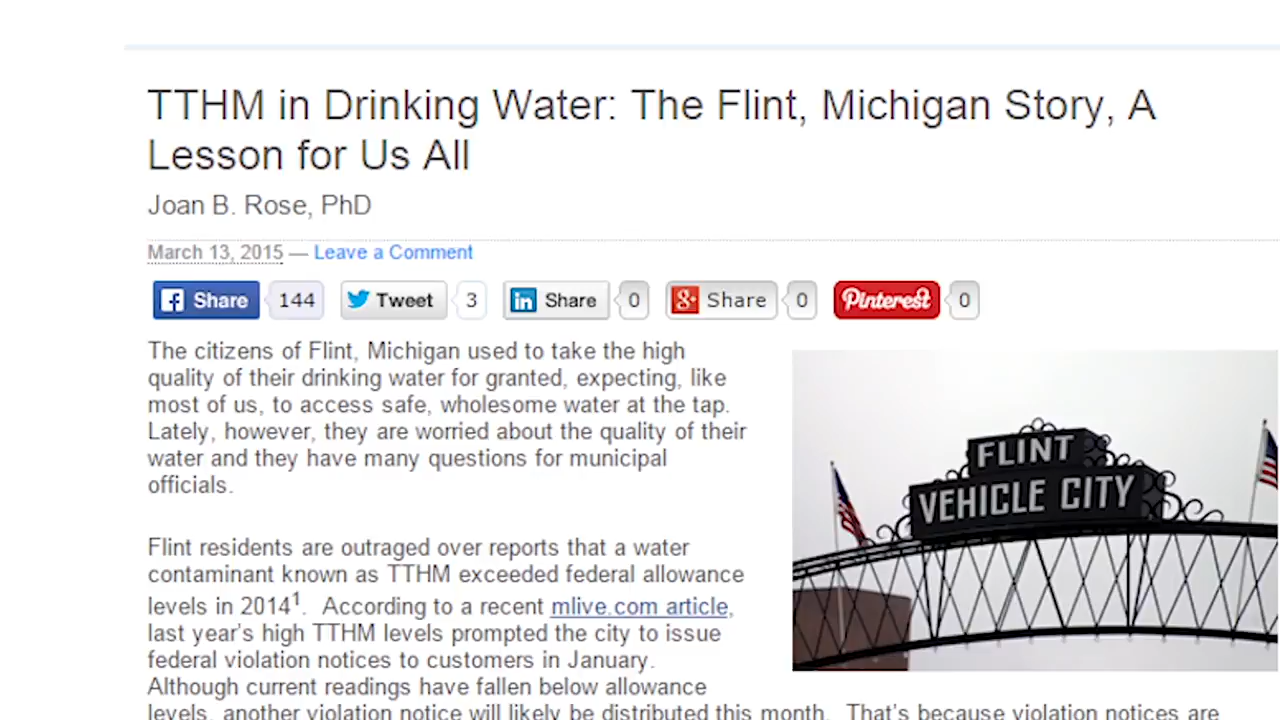 TTHM in Drinking Water: The Flint, Michigan Story, A
Lesson for Us All
Joan B. Rose, PhD
March 13, 2015 — Leave a Comment
Share 144 Tweet 3 Share 0 Share 0 Pinterest 0
The citizens of Flint, Michigan used to take the high
quality of their drinking water for granted, expecting, like
most of us, to access safe, wholesome water at the tap.
Lately, however, they are worried about the quality of their
water and they have many questions for municipal
officials.
FLINT
VEHICLE CITY
Flint residents are outraged over reports that a water
contaminant known as TTHM exceeded federal allowance
levels in 2014¹. According to a recent mlive.com article,
last year's high TTHM levels prompted the city to issue
federal violation notices to customers in January.
Although current readings have fallen below allowance
levels, another violation notice will likely be distributed this month. That's because violation notices are